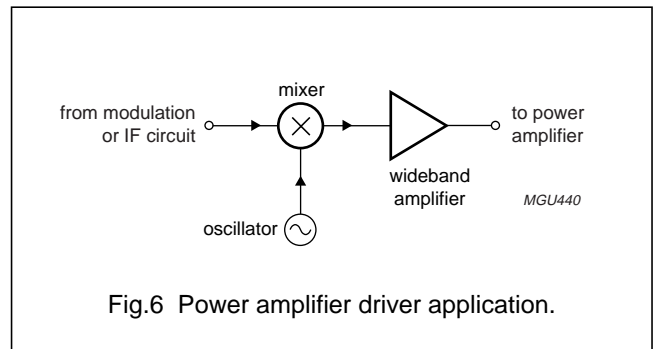 mixer
from modulation
or IF circuit
to power
amplifier
wideband
amplifier
MGU440
oscillator
Fig.6 Power amplifier driver application.